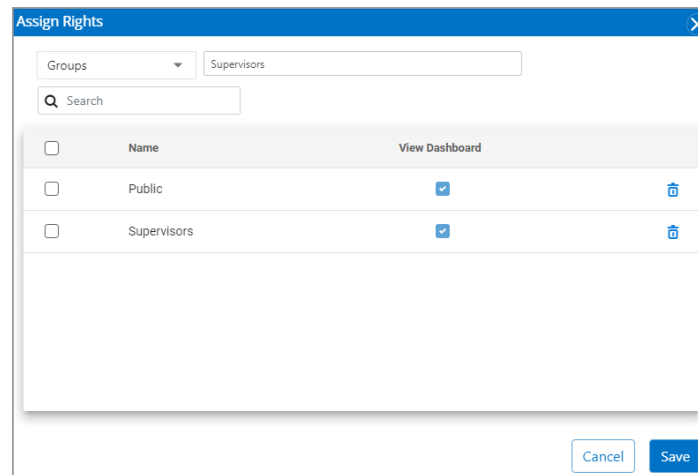 Assign Rights
Groups Supervisors
Search
Name View Dashboard
Public
Supervisors
Cancel Save